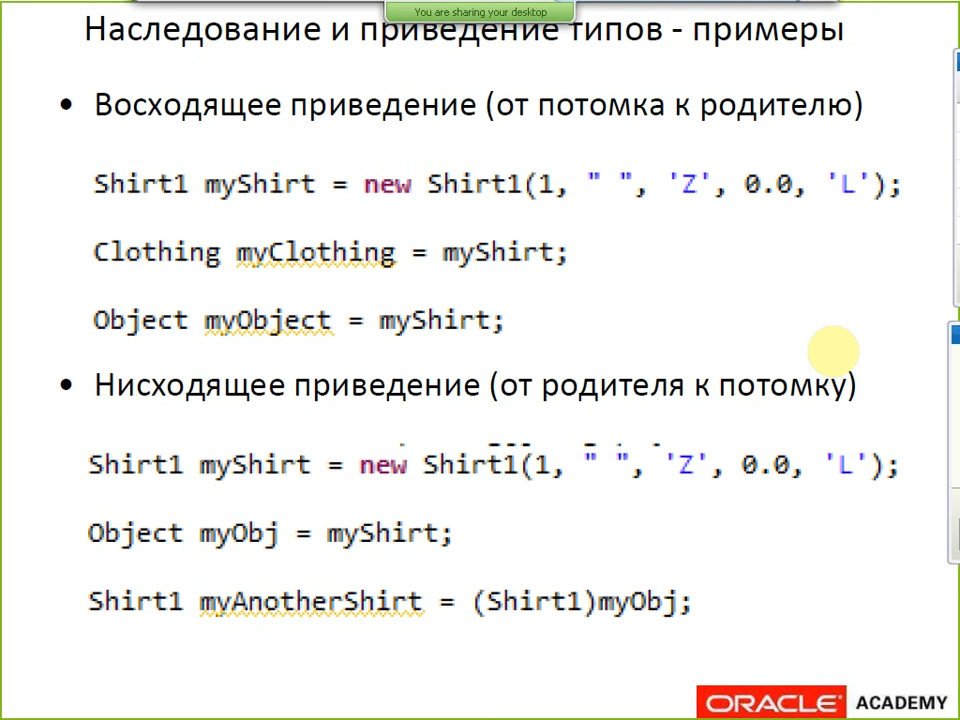 You are sharing your desktop
Наследование и приведение типов - примеры
• Восходящее приведение (от потомка к родителю)
Shirt1 myShirt = new Shirt1(1, " ", 'Z', 0.0, 'L');
Clothing myClothing = myShirt;
Object myObject = myShirt;
• Нисходящее приведение (от родителя к потомку)
Shirt1 myShirt = new Shirt1(1, " ", 'Z', 0.0, 'L');
Object myObj = myShirt;
Shirt1 myAnotherShirt = (Shirt1)myObj;
ORACLE ACADEMY